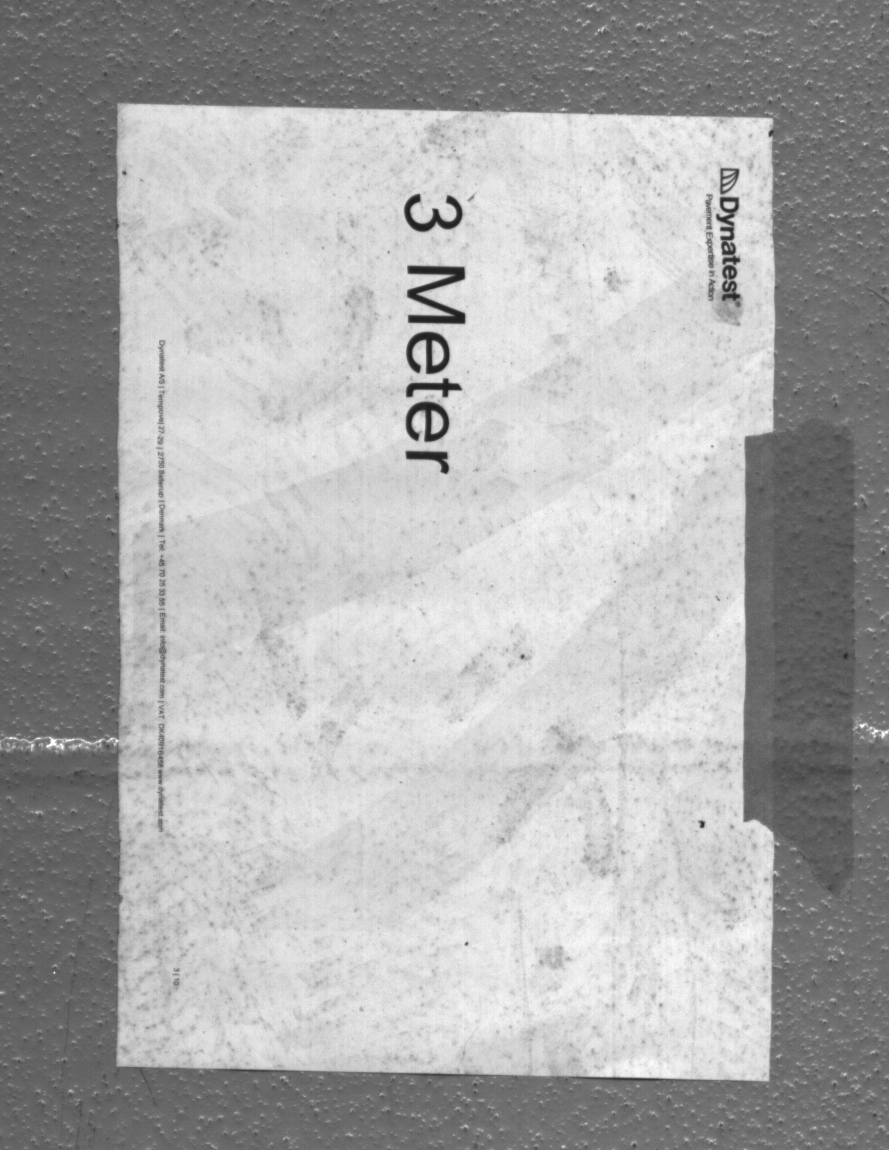 Dynatest®
Pavement Expertise in Action
3 Meter
Dynatest A/S | Tempovej 27-29 | 2750 Ballerup | Denmark | Tel: +45 70 25 33 55 | Email: info@dynatest.com | VAT: www.dynatest.com
3 | 10